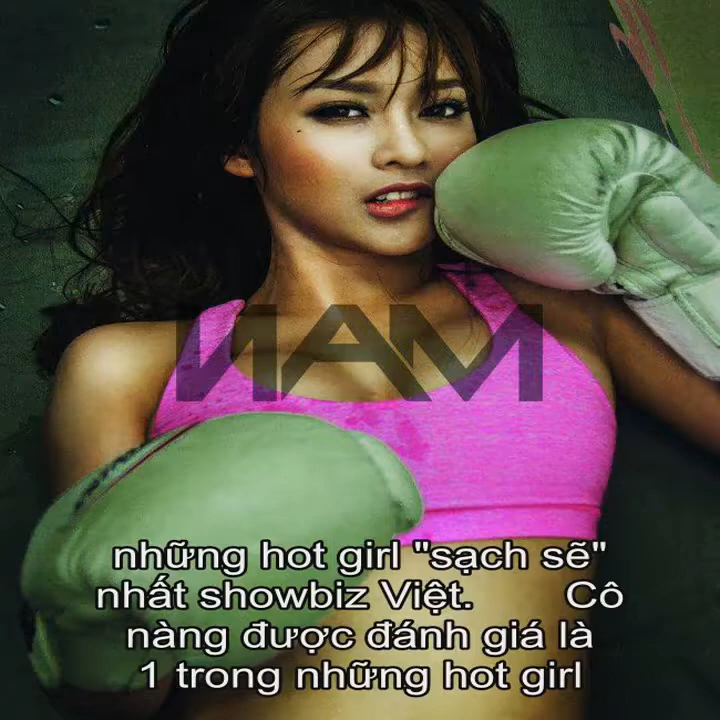 NAM
những hot girl "sạch sẽ"
nhất showbiz Việt. Cô
nàng được đánh giá là
1 trong những hot girl